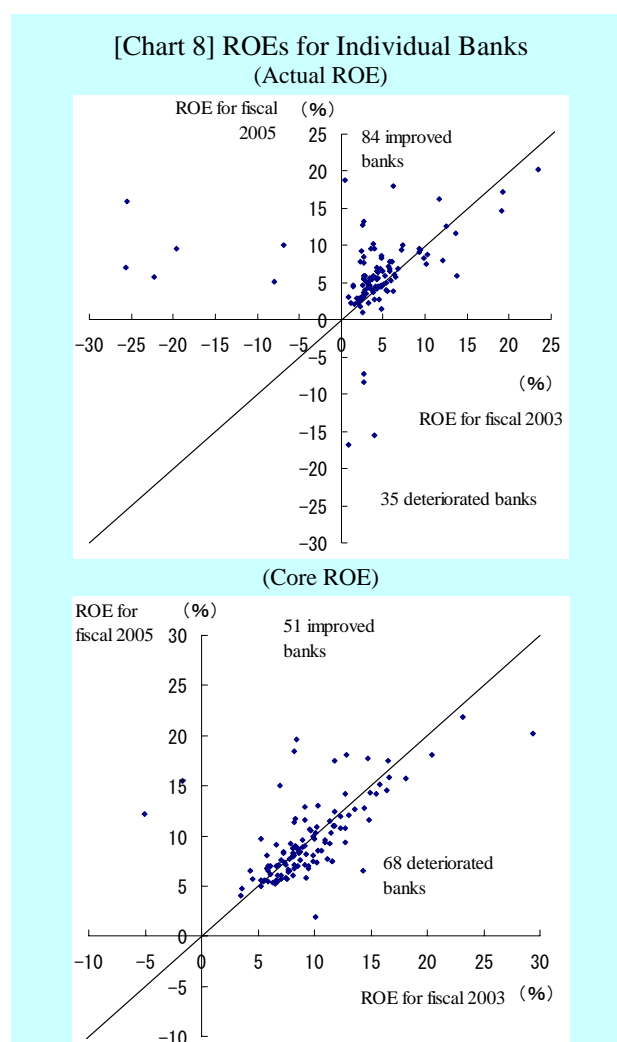 [Chart 8] ROEs for Individual Banks
(Actual ROE)
ROE for fiscal 2005
(%)
84 improved banks
25
20
15
10
5
0
-30 -25 -20 -15 -10 -5 0 5 10 15 20 25
-5
(%)
-10
ROE for fiscal 2003
-15
-20
-25
35 deteriorated banks
-30
(Core ROE)
ROE for fiscal 2005
(%)
51 improved banks
30
25
20
15
10
68 deteriorated banks
5
0
-10 -5 0 5 10 15 20 25 30
-5
ROE for fiscal 2003 (%)
-10